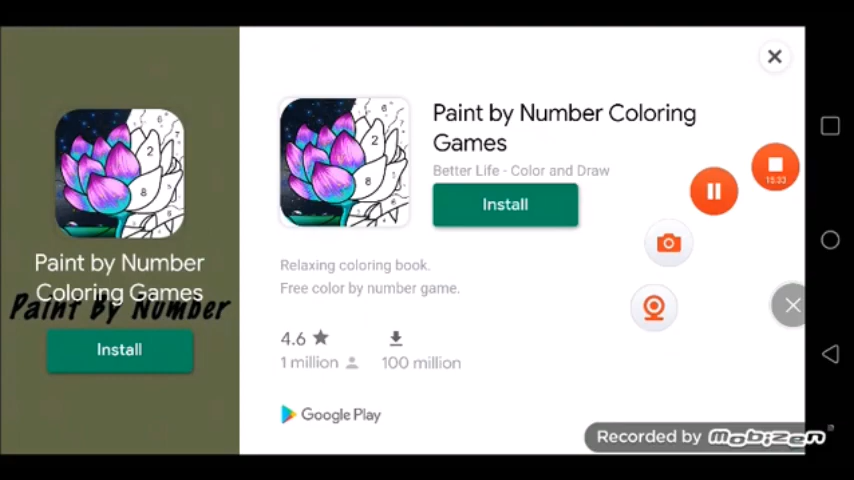 Paint by Number
Coloring Games
Paint by Number
Install
Paint by Number Coloring
Games
Better Life - Color and Draw
Install
Relaxing coloring book.
Free color by number game.
4.6
1 million
100 million
Google Play
15:33
Recorded by Mobizen